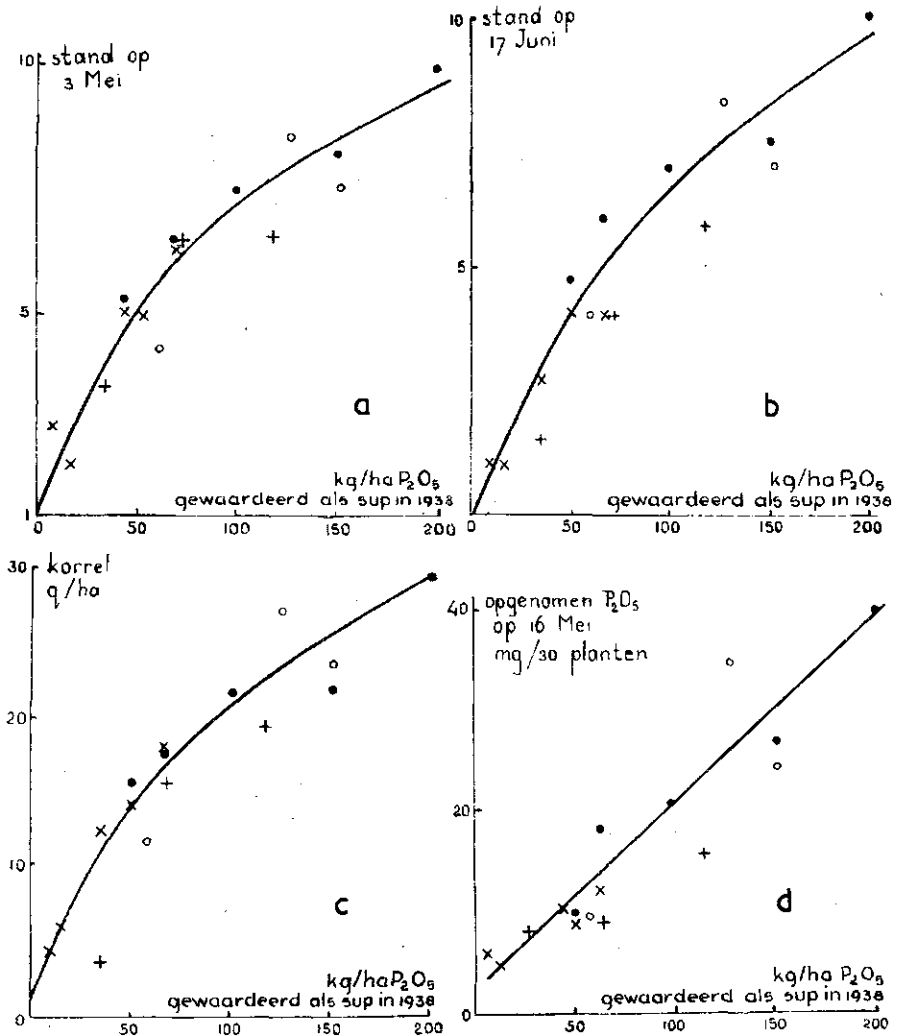 10
stand op
3 Mei
5
1
a
kg/ha P₂O₅
gewaardeerd als sup in 1938
0
50
100
150
200
10
stand op
17 Juni
5
b
kg/ha P₂O₅
gewaardeerd als sup in 1938
1
0
50
100
150
200
30
korrel
q/ha
20
10
0
c
kg/ha P₂O₅
gewaardeerd als sup in 1938
50
100
150
200
40
opgenomen P₂O₅
op 16 Mei
mg/30 planten
20
0
d
kg/ha P₂O₅
gewaardeerd als sup in 1938
50
100
150
200